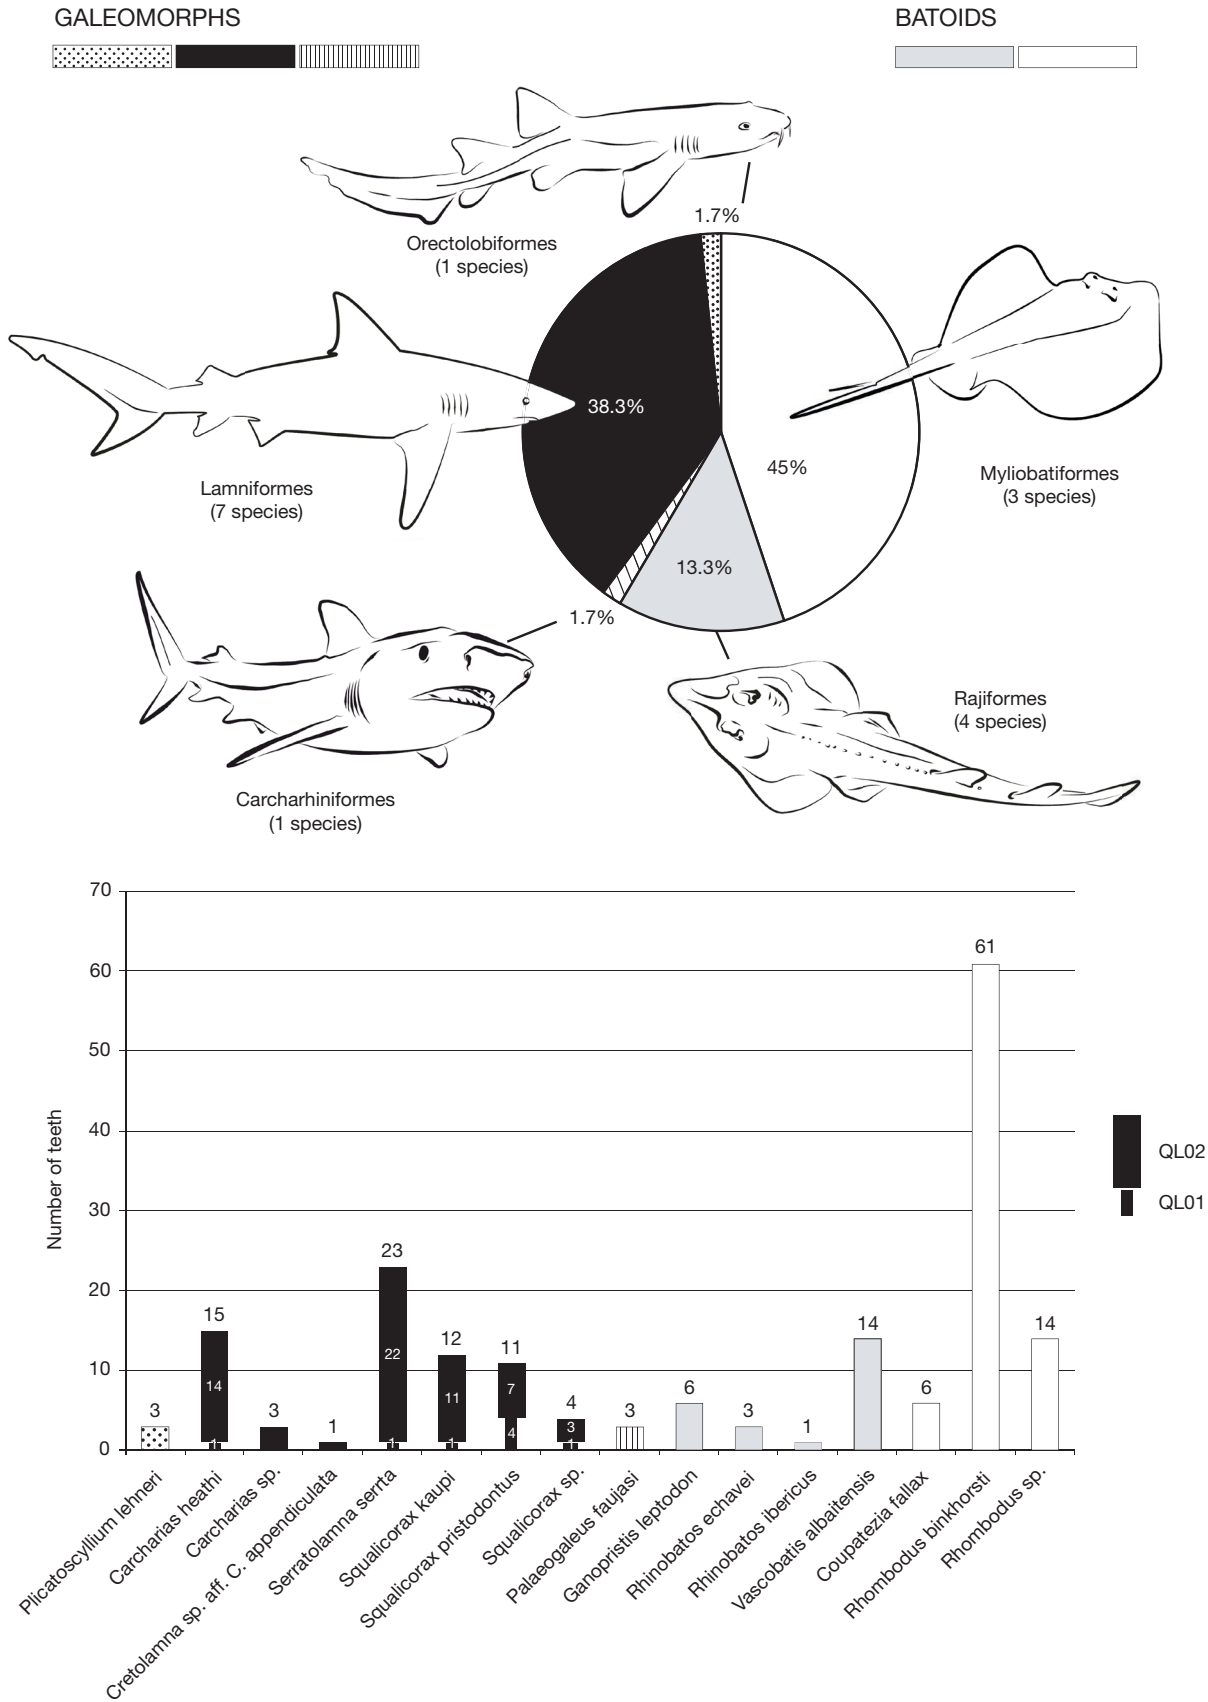 GALEOMORPHS
BATOIDS
1.7%
Orectolobiformes
(1 species)
38.3%
45%
Lamniformes
(7 species)
Myliobatiformes
(3 species)
13.3%
1.7%
Rajiformes
(4 species)
Carcharhiniformes
(1 species)
Number of teeth
70
60
50
40
30
20
10
0
3
15
14
1
3
1
23
22
1
12
11
1
11
7
4
4
3
1
3
6
3
1
14
6
61
14
QL02
QL01
Plicatoscyllium lehneri
Carcharias heathi
Carcharias sp.
Cretolamna sp. aff. C. appendiculata
Serratolamna serrta
Squalicorax kaupi
Squalicorax pristodontus
Squalicorax sp.
Palaeogaleus faujasi
Ganopristis leptodon
Rhinobatos echavei
Rhinobatos ibericus
Vascobatis albaitensis
Coupatezia fallax
Rhombodus binkhorsti
Rhombodus sp.